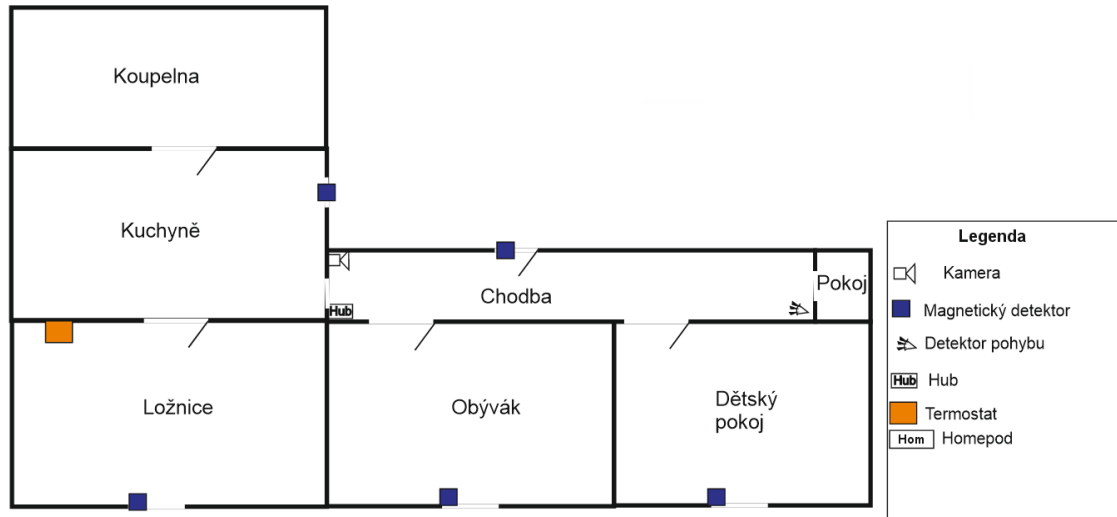 Koupelna
Kuchyně
Chodba
Pokoj
Hub
Ložnice
Obývák
Dětský
pokoj
Legenda
Kamera
Magnetický detektor
Detektor pohybu
Hub Hub
Termostat
Hom Homepod